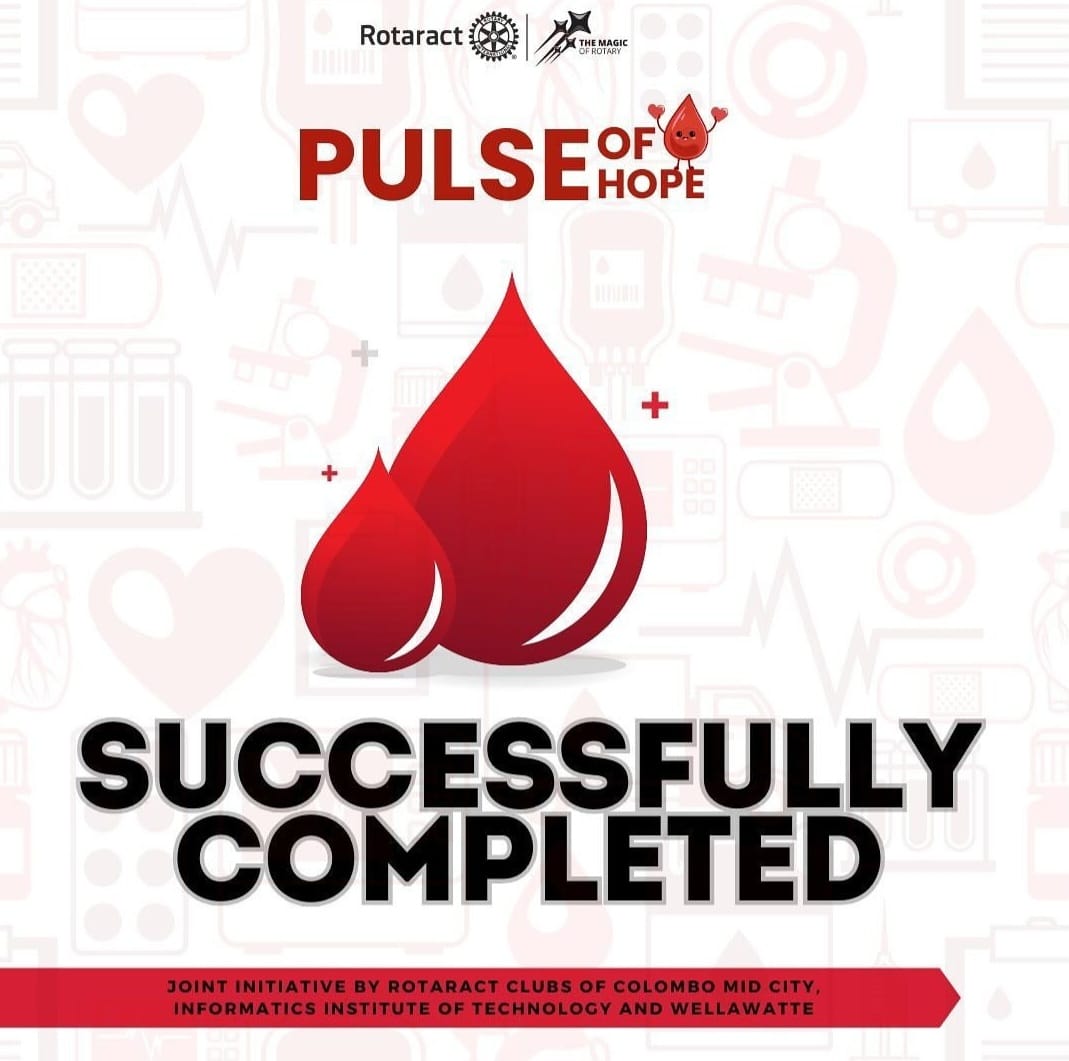 Rotaract
THE MAGIC
OF ROTARY
PULSE OF
HOPE
SUCCESSFULLY
COMPLETED
JOINT INITIATIVE BY ROTARACT CLUBS OF COLOMBO MID CITY,
INFORMATICS INSTITUTE OF TECHNOLOGY AND WELLAWATTE